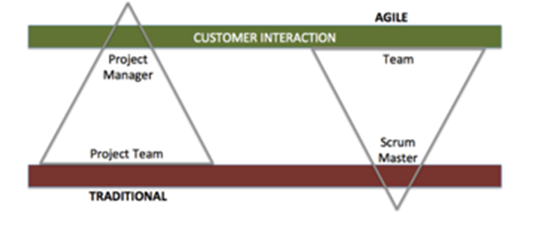 AGILE
CUSTOMER INTERACTION
Project
Manager
Team
Project Team
Scrum
Master
TRADITIONAL